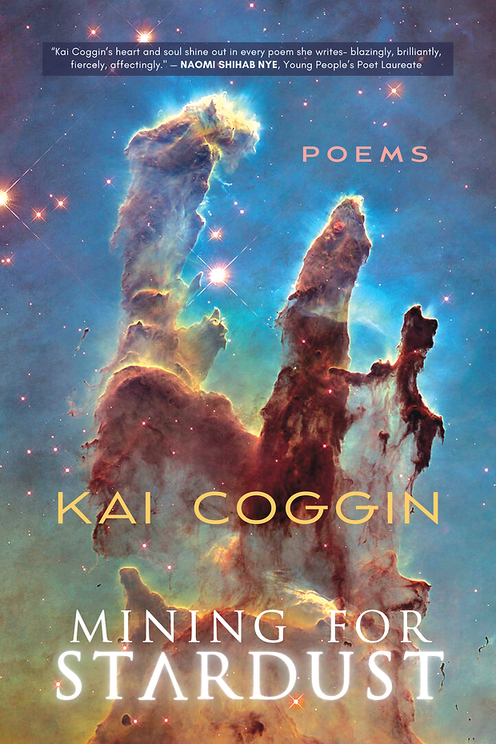 “Kai Coggin’s heart and soul shine out in every poem she writes- blazingly, brilliantly,
fiercely, affectingly." — NAOMI SHIHAB NYE, Young People’s Poet Laureate
POEMS
KAI COGGIN
MINING FOR
STARDUST